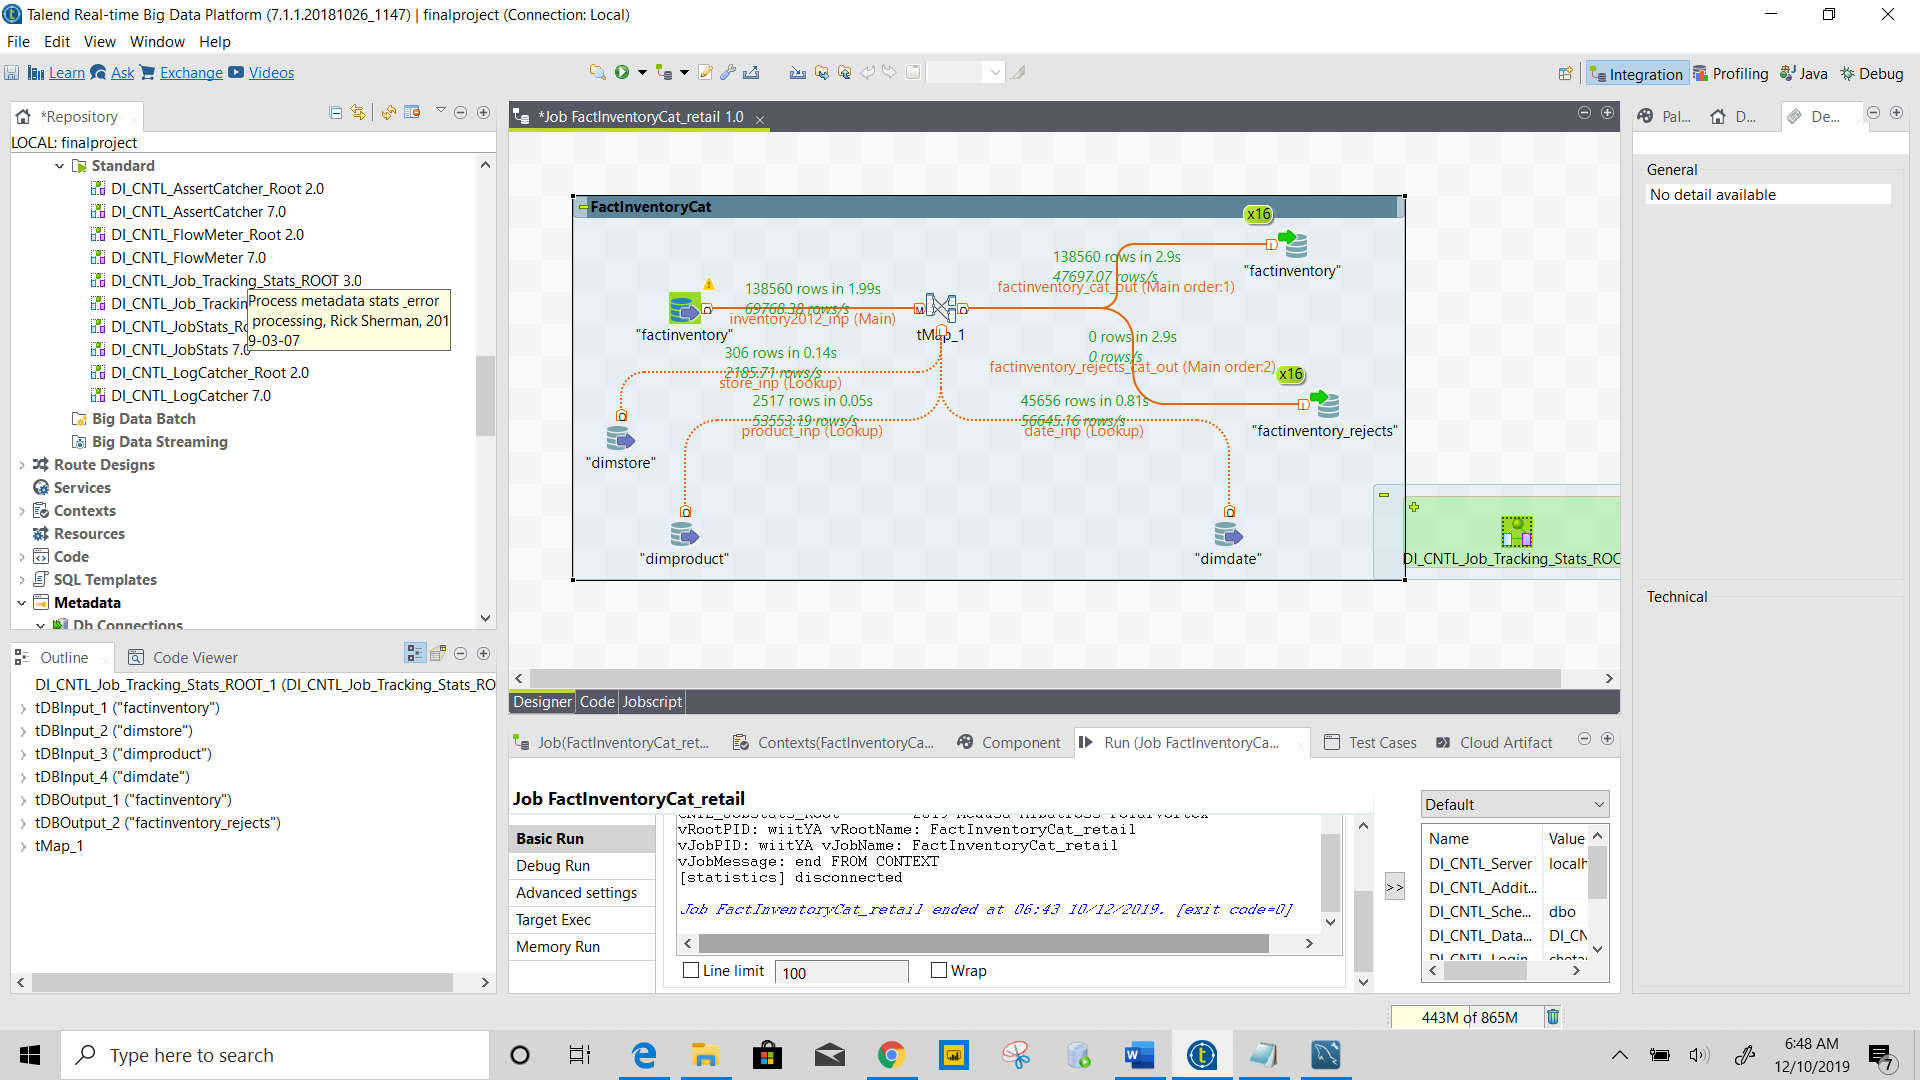 Talend Real-time Big Data Platform (7.1.1.20181026_1147) | finalproject (Connection: Local)
File Edit View Window Help
Learn Ask Exchange Videos
Integration Profiling Java Debug
*Repository
LOCAL: finalproject
Standard
DI_CNTL_AssertCatcher_Root 2.0
DI_CNTL_AssertCatcher 7.0
DI_CNTL_FlowMeter_Root 2.0
DI_CNTL_FlowMeter 7.0
DI_CNTL_Job_Tracking_Stats_ROOT 3.0
DI_CNTL_Job_Trackin
DI_CNTL_JobStats_Ro
DI_CNTL_JobStats 7.0
DI_CNTL_LogCatcher_Root 2.0
DI_CNTL_LogCatcher 7.0
Process metadata stats _error
processing, Rick Sherman, 201
9-03-07
Big Data Batch
Big Data Streaming
Route Designs
Services
Contexts
Resources
Code
SQL Templates
Metadata
Db Connections
Outline Code Viewer
DI_CNTL_Job_Tracking_Stats_ROOT_1 (DI_CNTL_Job_Tracking_Stats_RO
tDBInput_1 ("factinventory")
tDBInput_2 ("dimstore")
tDBInput_3 ("dimproduct")
tDBInput_4 ("dimdate")
tDBOutput_1 ("factinventory")
tDBOutput_2 ("factinventory_rejects")
tMap_1
*Job FactInventoryCat_retail 1.0
FactInventoryCat
x16
138560 rows in 2.9s
47697.07 rows/s
factinventory_cat_out (Main order:1)
"factinventory"
138560 rows in 1.99s
69768.38 rows/s
inventory2012_inp (Main)
"factinventory"
tMap_1
0 rows in 2.9s
0 rows/s
factinventory_rejects_cat_out (Main order:2)
x16
"factinventory_rejects"
306 rows in 0.14s
2185.71 rows/s
store_inp (Lookup)
2517 rows in 0.05s
53553.19 rows/s
product_inp (Lookup)
45656 rows in 0.81s
56645.16 rows/s
date_inp (Lookup)
"dimstore"
"dimproduct"
"dimdate"
DI_CNTL_Job_Tracking_Stats_ROC
Designer Code Jobscript
Job(FactInventoryCat_ret... Contexts(FactInventoryCa... Component Run (Job FactInventoryCa... Test Cases Cloud Artifact
Job FactInventoryCat_retail
Basic Run
Debug Run
Advanced settings
Target Exec
Memory Run
vRootPID: wiitYA vRootName: FactInventoryCat_retail
vJobPID: wiitYA vJobName: FactInventoryCat_retail
vJobMessage: end FROM CONTEXT
[statistics] disconnected
Job FactInventoryCat_retail ended at 06:43 10/12/2019. [exit code=0]
Line limit 100 Wrap
>>
Default
Name Value
DI_CNTL_Server localh
DI_CNTL_Addit...
DI_CNTL_Sche... dbo
DI_CNTL_Data... DI_CN
Pal... D... De...
General
No detail available
Technical
443M of 865M
Type here to search
6:48 AM
12/10/2019
7